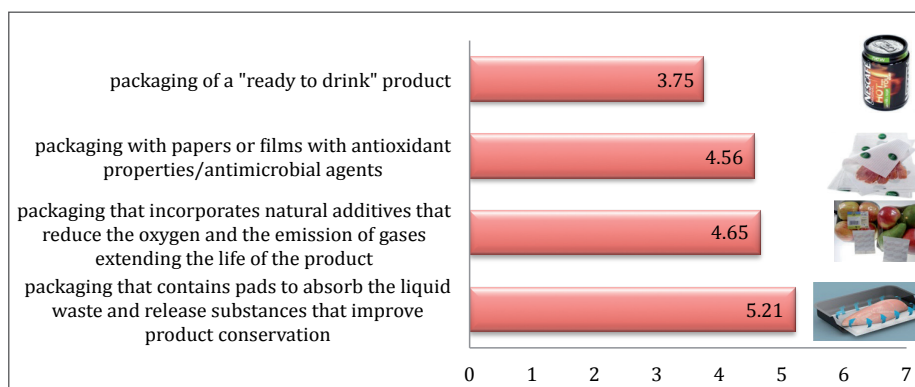 packaging of a "ready to drink" product
3.75
packaging with papers or films with antioxidant
properties/antimicrobial agents
4.56
packaging that incorporates natural additives that
reduce the oxygen and the emission of gases
extending the life of the product
4.65
packaging that contains pads to absorb the liquid
waste and release substances that improve
product conservation
5.21
0 1 2 3 4 5 6 7
NESCAFE
HOT